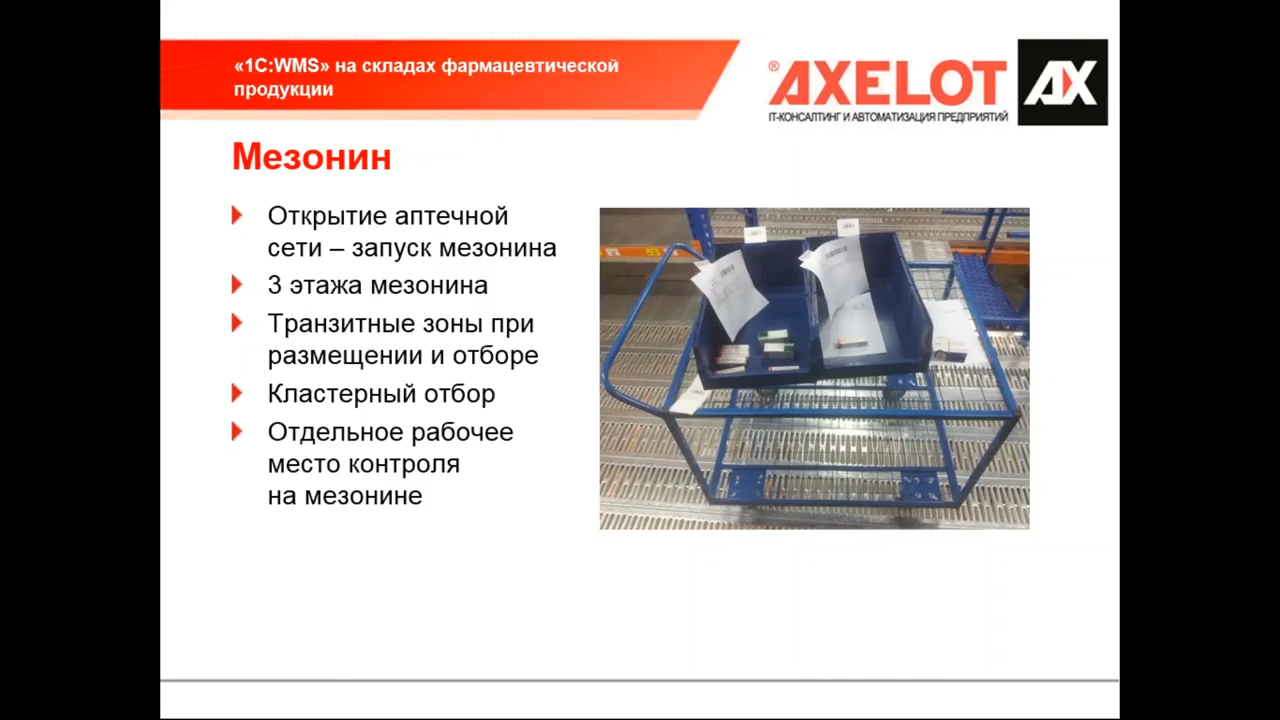 «1С:WMS» на складах фармацевтической
продукции
® AXELOT
IT-КОНСАЛТИНГ И АВТОМАТИЗАЦИЯ ПРЕДПРИЯТИЙ
AX
Мезонин
Открытие аптечной
сети – запуск мезонина
3 этажа мезонина
Транзитные зоны при
размещении и отборе
Кластерный отбор
Отдельное рабочее
место контроля
на мезонине